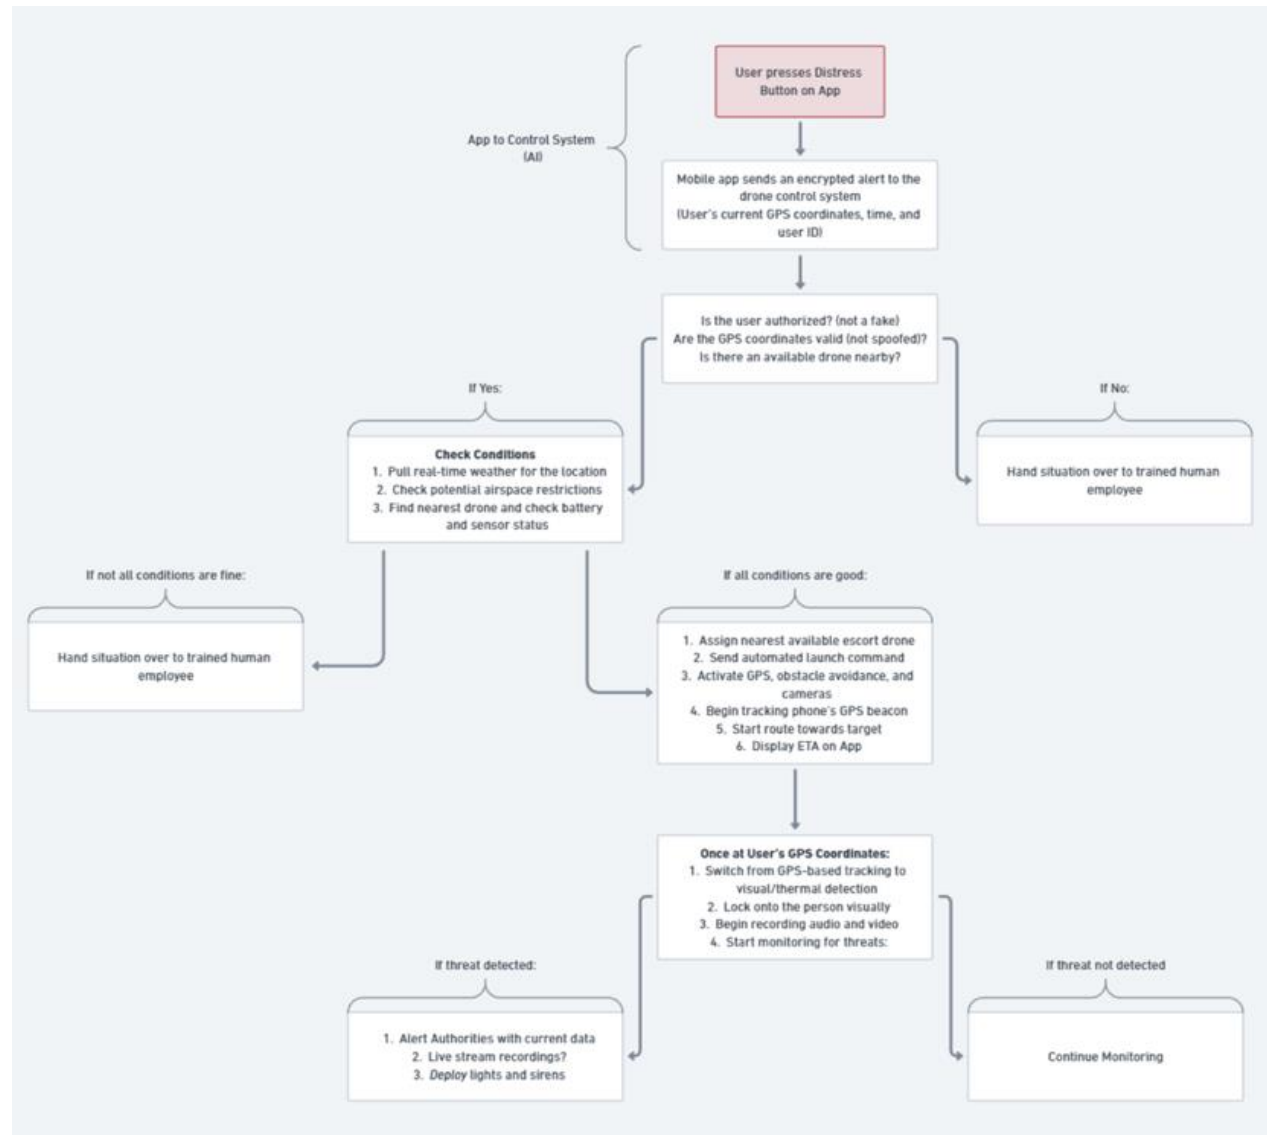 User presses Distress
Button on App
App to Control System
(AI)
Mobile app sends an encrypted alert to the
drone control system
(User's current GPS coordinates, time, and
user ID)
Is the user authorized? (not a fake)
Are the GPS coordinates valid (not spoofed)?
Is there an available drone nearby?
If Yes:
If No:
Check Conditions
1. Pull real-time weather for the location
2. Check potential airspace restrictions
3. Find nearest drone and check battery
and sensor status
Hand situation over to trained human
employee
If not all conditions are fine:
If all conditions are good:
Hand situation over to trained human
employee
1. Assign nearest available escort drone
2. Send automated launch command
3. Activate GPS, obstacle avoidance, and
cameras
4. Begin tracking phone's GPS beacon
5. Start route towards target
6. Display ETA on App
Once at User's GPS Coordinates:
1. Switch from GPS-based tracking to
visual/thermal detection
2. Lock onto the person visually
3. Begin recording audio and video
4. Start monitoring for threats:
If threat detected:
If threat not detected
1. Alert Authorities with current data
2. Live stream recordings?
3. Deploy lights and sirens
Continue Monitoring